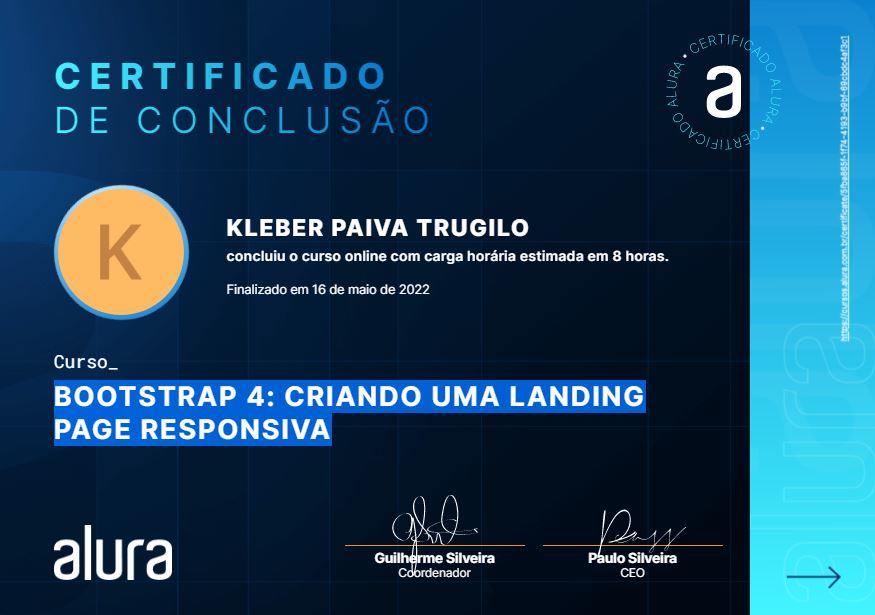 CERTIFICADO
DE CONCLUSÃO
CERTIFICADO ALURA • CERTIFICADO ALURA •
a
K
KLEBER PAIVA TRUGILO
concluiu o curso online com carga horária estimada em 8 horas.
Finalizado em 16 de maio de 2022
Curso_
BOOTSTRAP 4: CRIANDO UMA LANDING
PAGE RESPONSIVA
alura
Guilherme Silveira
Coordenador
Paulo Silveira
CEO
alura